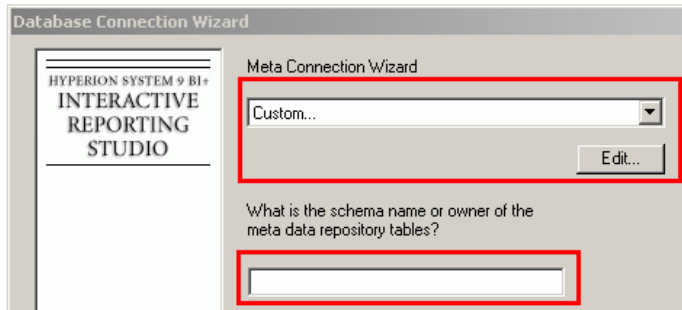 Database Connection Wizard
HYPERION SYSTEM 9 BI+
INTERACTIVE
REPORTING
STUDIO
Meta Connection Wizard
Custom...
Edit...
What is the schema name or owner of the
meta data repository tables?